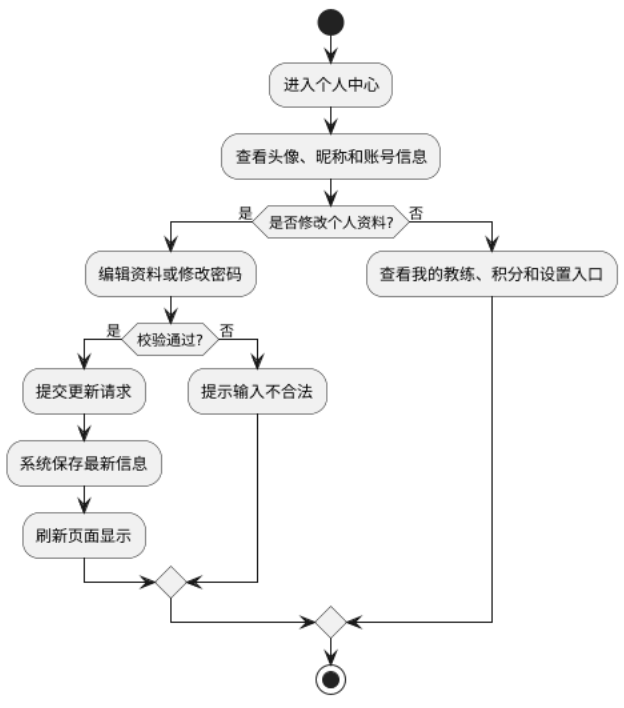 进入个人中心
查看头像、昵称和账号信息
是
是否修改个人资料?
否
编辑资料或修改密码
查看我的教练、积分和设置入口
是
校验通过?
否
提交更新请求
提示输入不合法
系统保存最新信息
刷新页面显示